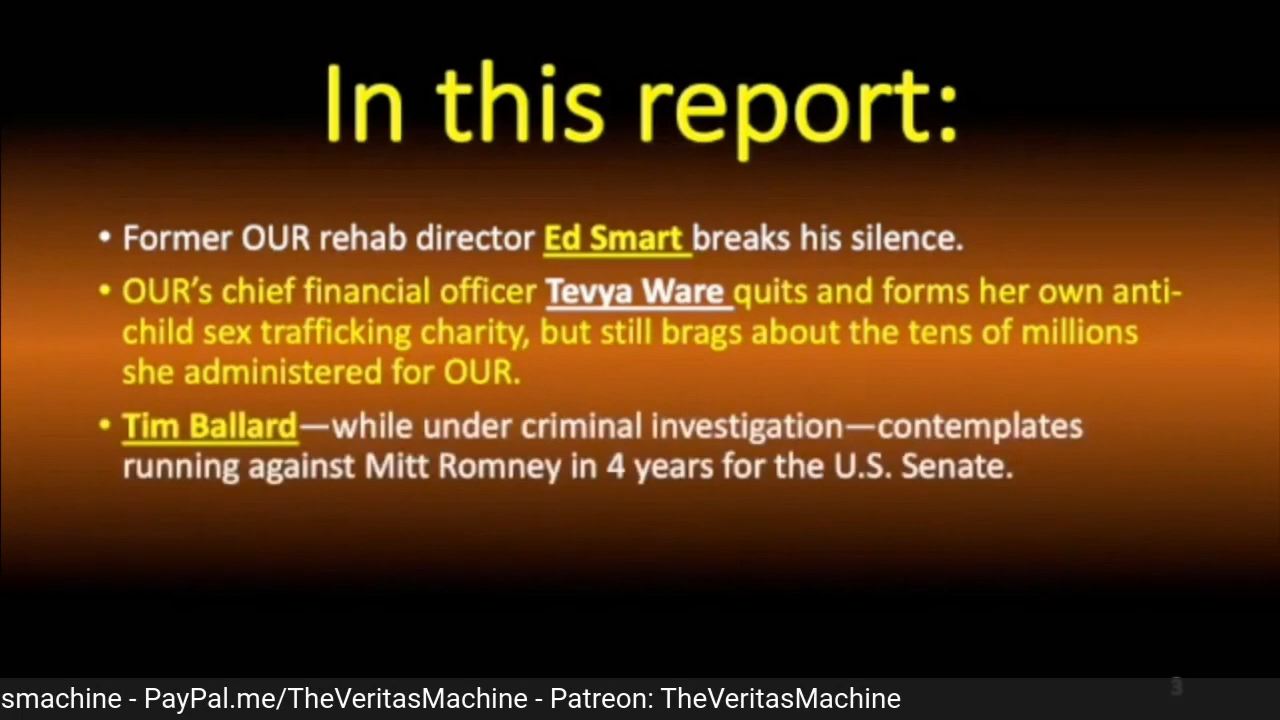 In this report:
• Former OUR rehab director Ed Smart breaks his silence.
• OUR’s chief financial officer Tevya Ware quits and forms her own anti-
child sex trafficking charity, but still brags about the tens of millions
she administered for OUR.
• Tim Ballard—while under criminal investigation—contemplates
running against Mitt Romney in 4 years for the U.S. Senate.
3
smachine - PayPal.me/TheVeritasMachine - Patreon: TheVeritasMachine